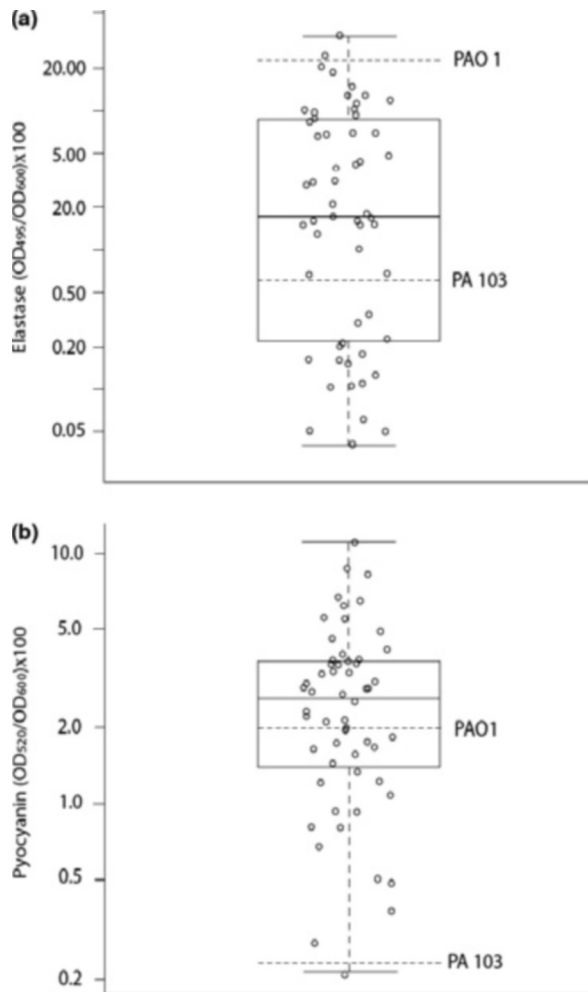 (a)
20.00
PAO 1
5.00
20.0
PA 103
0.50
0.20
0.05
Elastase (OD495/OD600)x100
(b)
10.0
5.0
2.0
PAO1
1.0
0.5
PA 103
0.2
Pyocyanin (OD520/OD600)x100